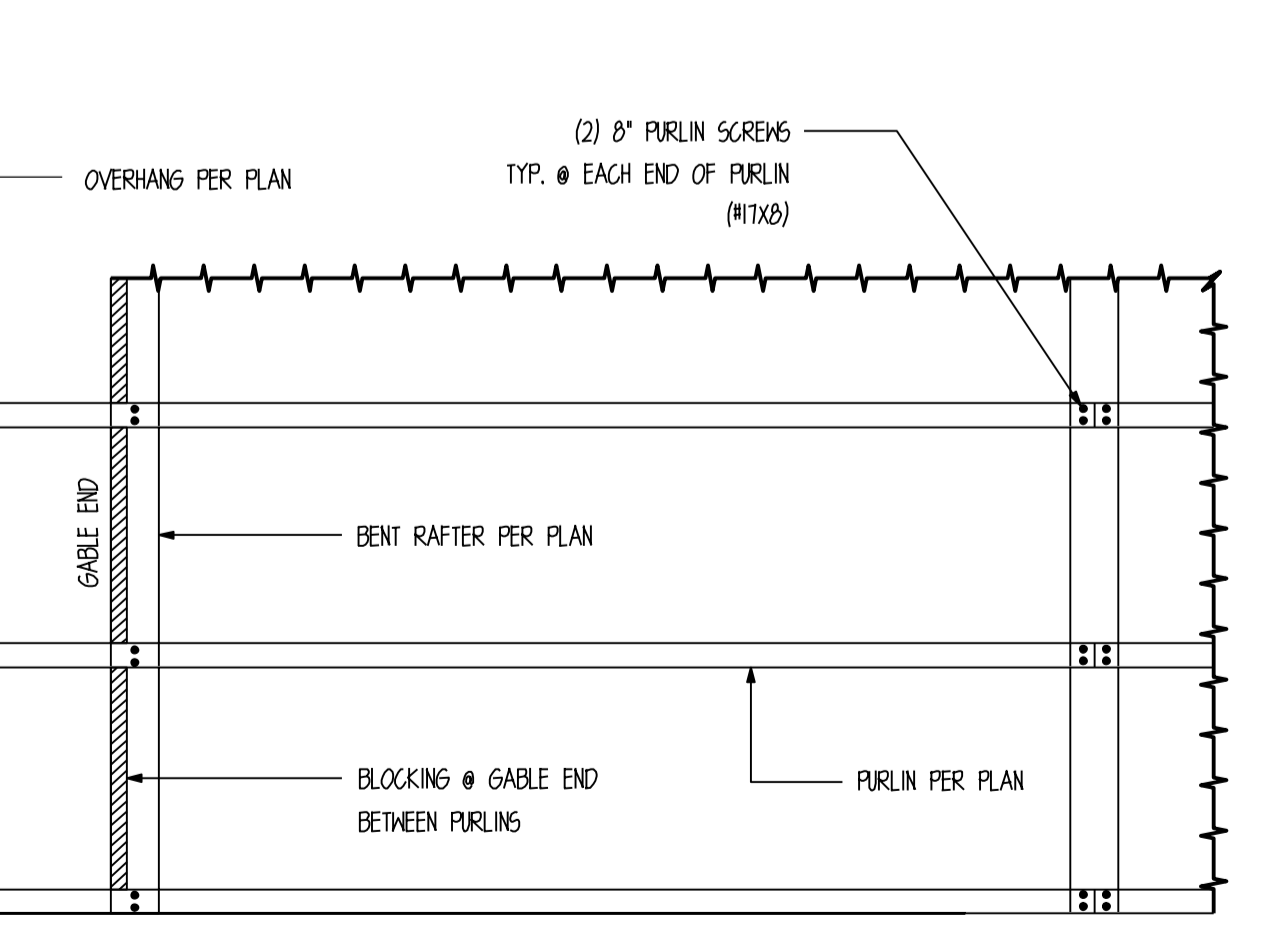 (2) 8" PURLIN SCREWS
TYP. @ EACH END OF PURLIN
(#17X8)
OVERHANG PER PLAN
GABLE END
BENT RAFTER PER PLAN
BLOCKING @ GABLE END
BETWEEN PURLINS
PURLIN PER PLAN